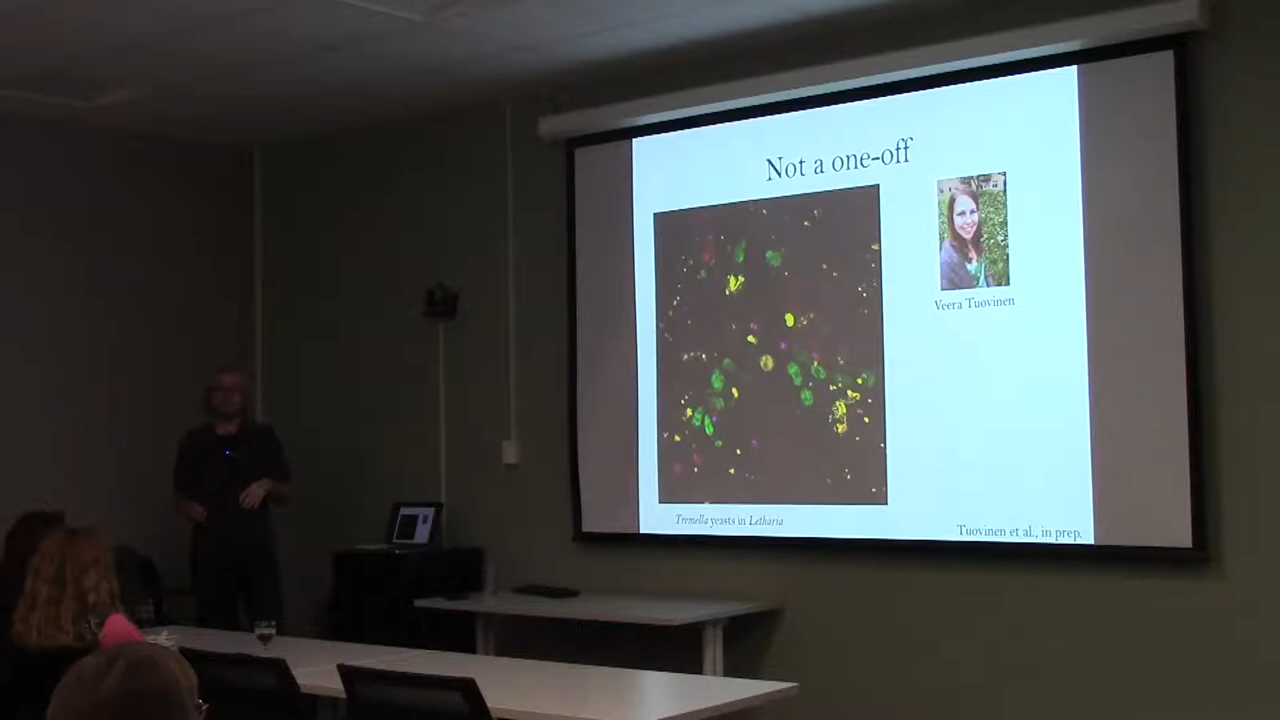 Not a one-off
Veera Tuovinen
Tremella yeasts in Letharia
Tuovinen et al., in prep.